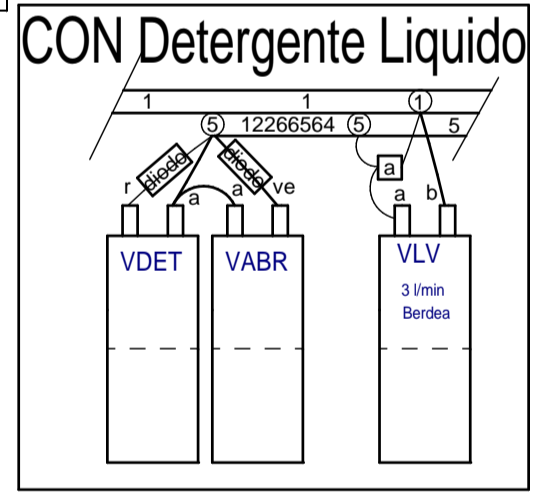 CON Detergente Liquido
1 1 1
5 12266564 5 5
diodo diodo a
r a a ve a b
VDET VABR VLV
3 l/min
Berdea